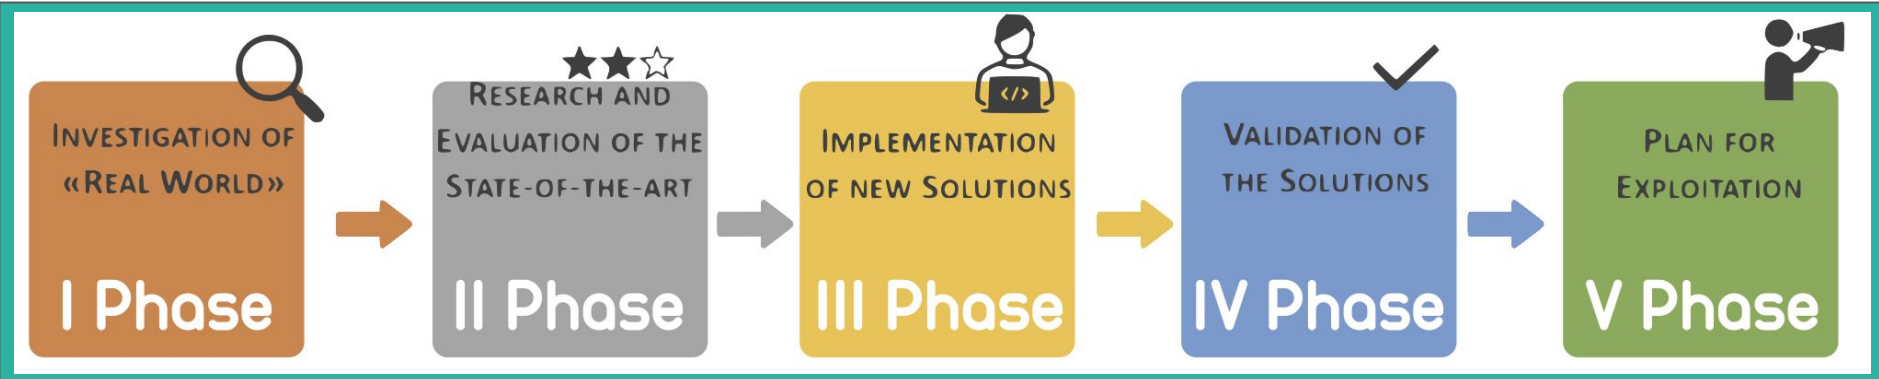 INVESTIGATION OF
«REAL WORLD»
I Phase
RESEARCH AND
EVALUATION OF THE
STATE-OF-THE-ART
II Phase
</>
IMPLEMENTATION
OF NEW SOLUTIONS
III Phase
VALIDATION OF
THE SOLUTIONS
IV Phase
PLAN FOR
EXPLOITATION
V Phase